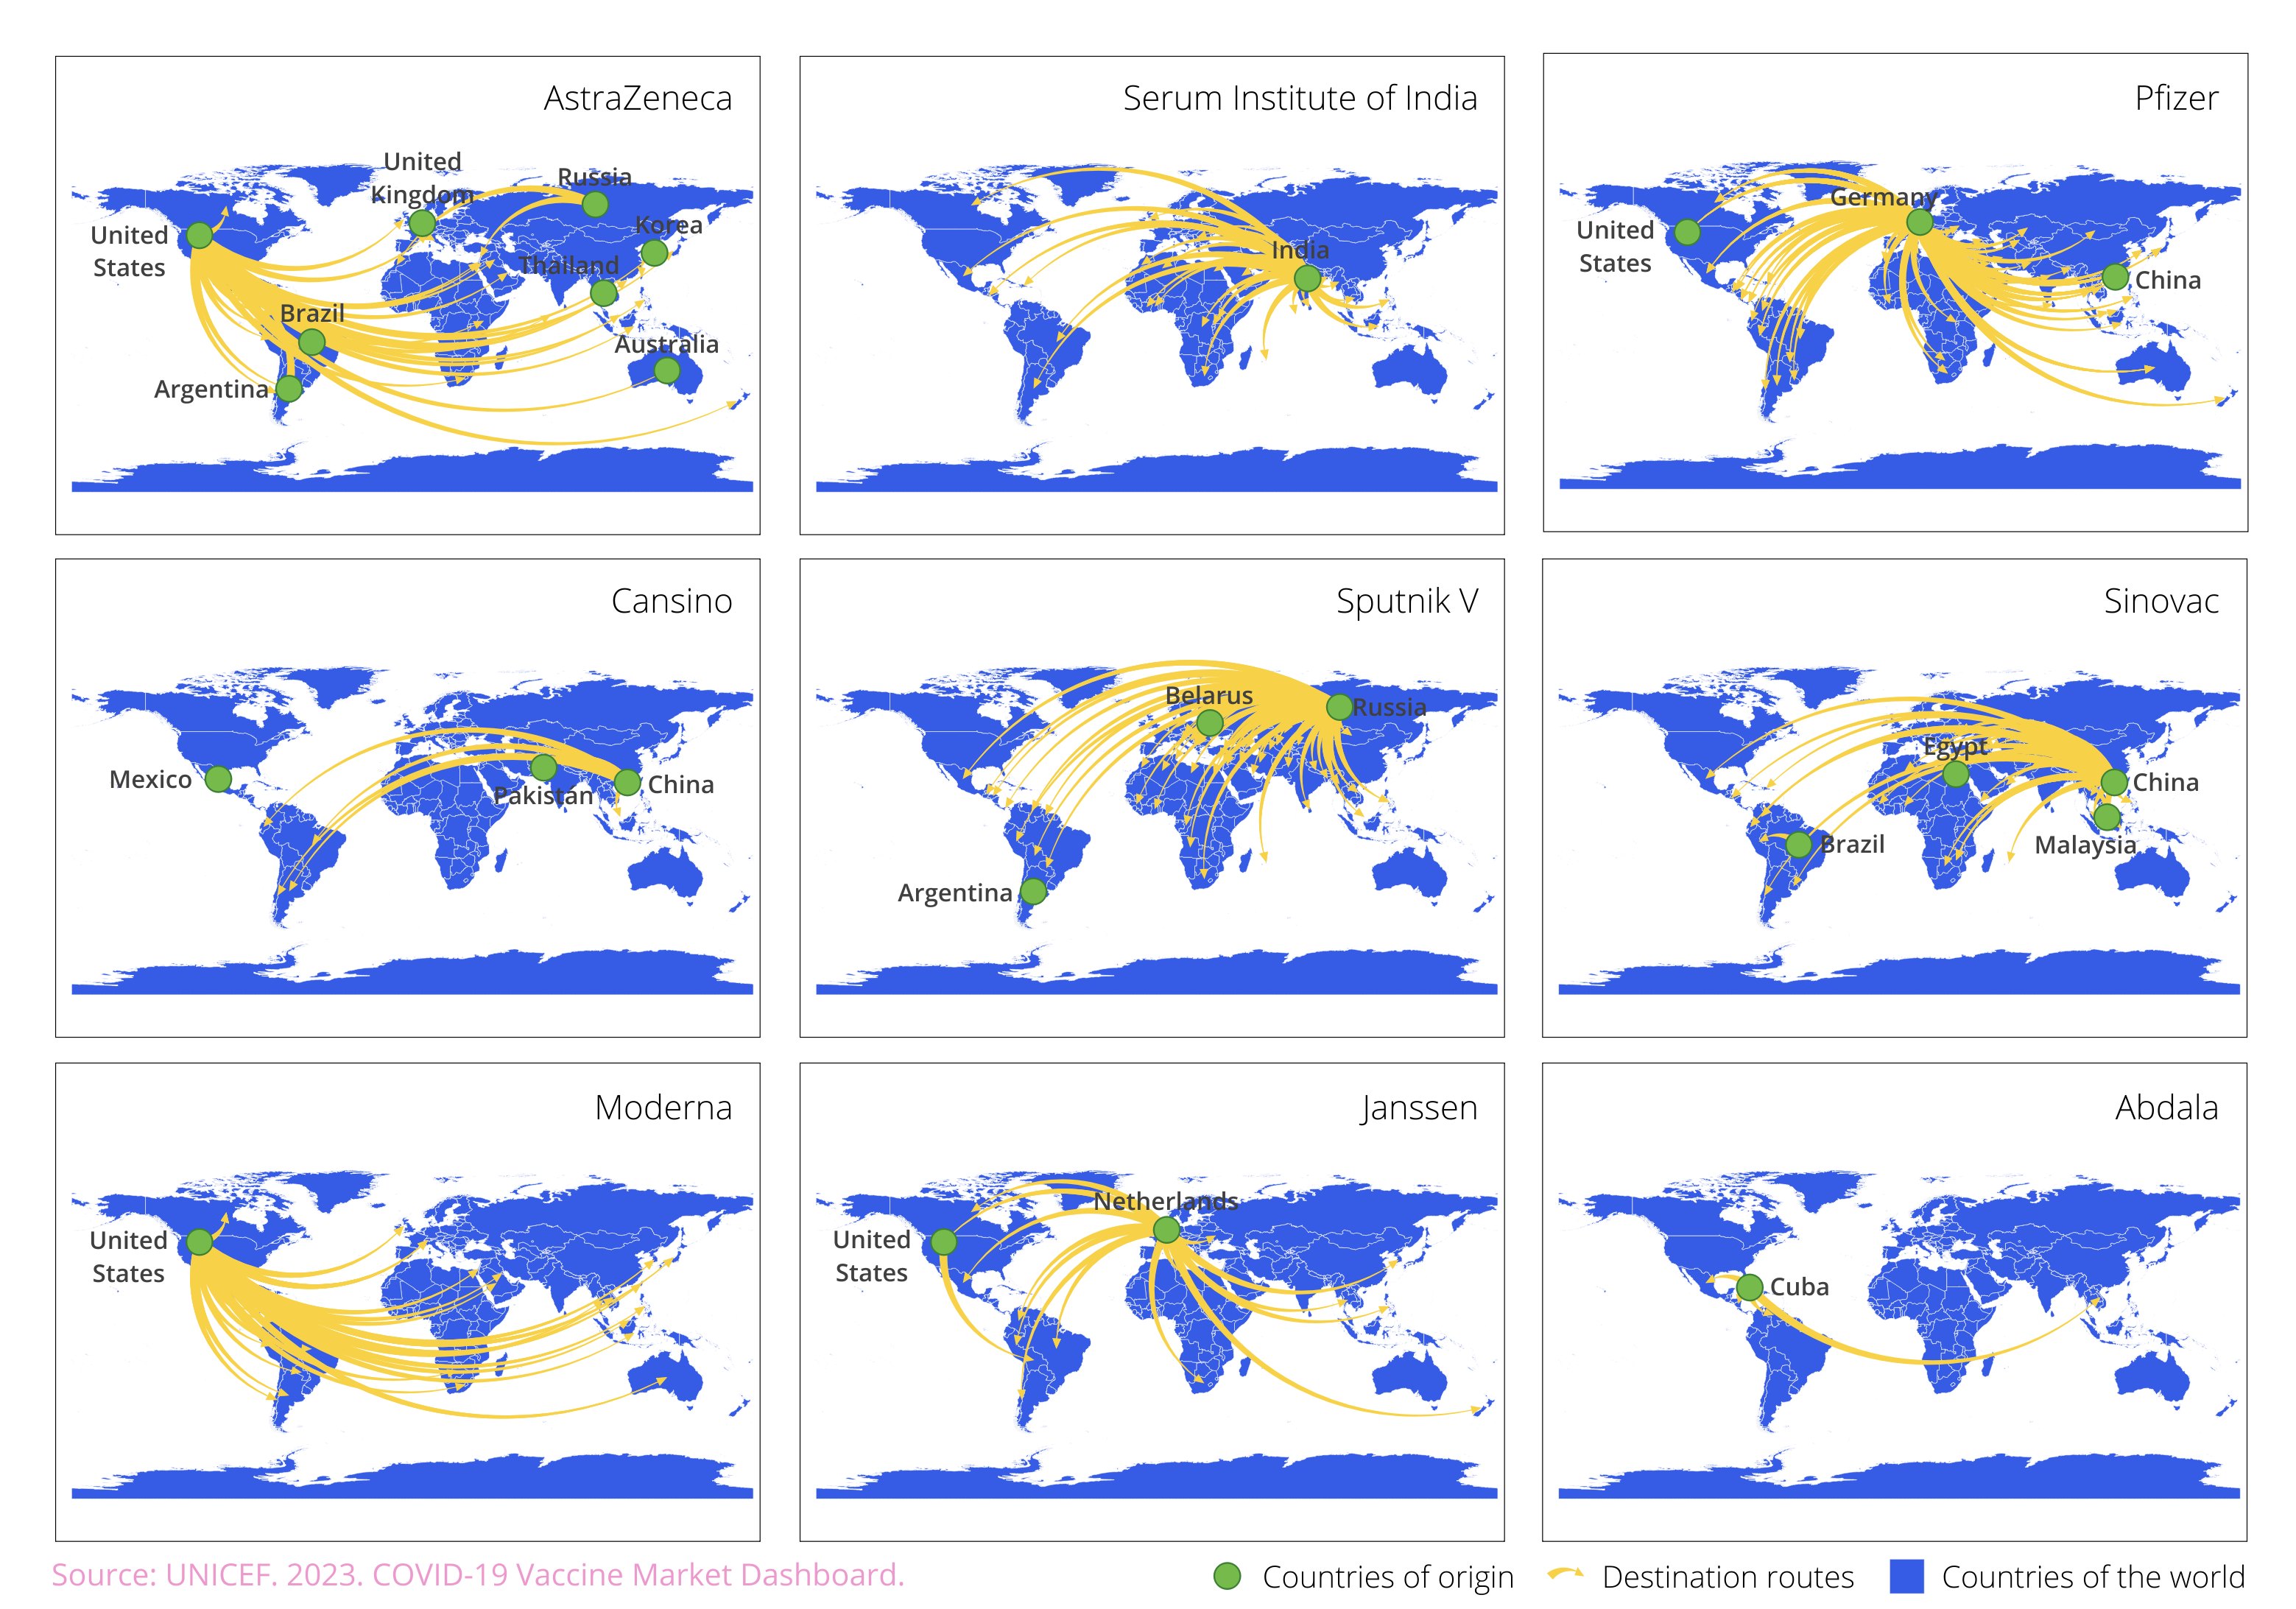 AstraZeneca
United
Kingdom
Russia
United
States
Korea
Thailand
Brazil
Australia
Argentina
Serum Institute of India
India
Pfizer
Germany
United
States
China
Cansino
Mexico
Pakistán
China
Sputnik V
Belarus
Russia
Argentina
Sinovac
Egypt
China
Brazil
Malaysia
Moderna
United
States
Janssen
Netherlands
United
States
Abdala
Cuba
Source: UNICEF. 2023. COVID-19 Vaccine Market Dashboard.
Countries of origin
Destination routes
Countries of the world